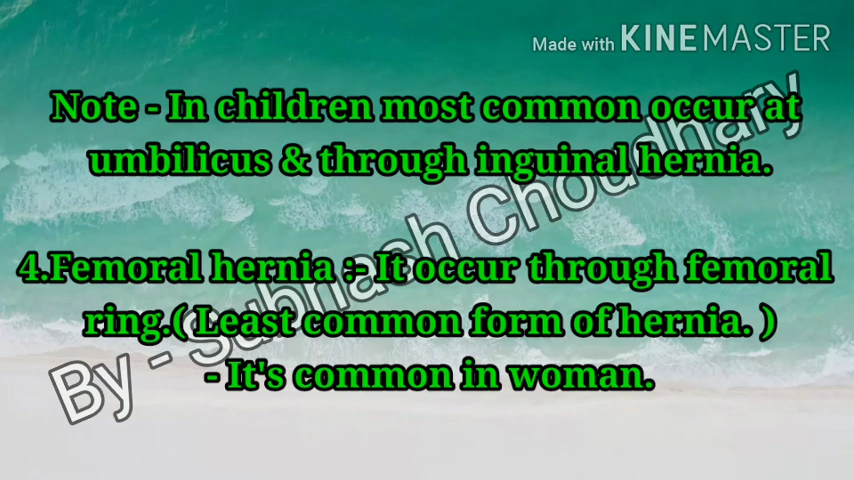 Made with KINEMASTER
Note - In children most common occur at
umbilicus & through inguinal hernia.
4.Femoral hernia :- It occur through femoral
ring.( Least common form of hernia. )
- It's common in woman.
By - Subhash Choudhary